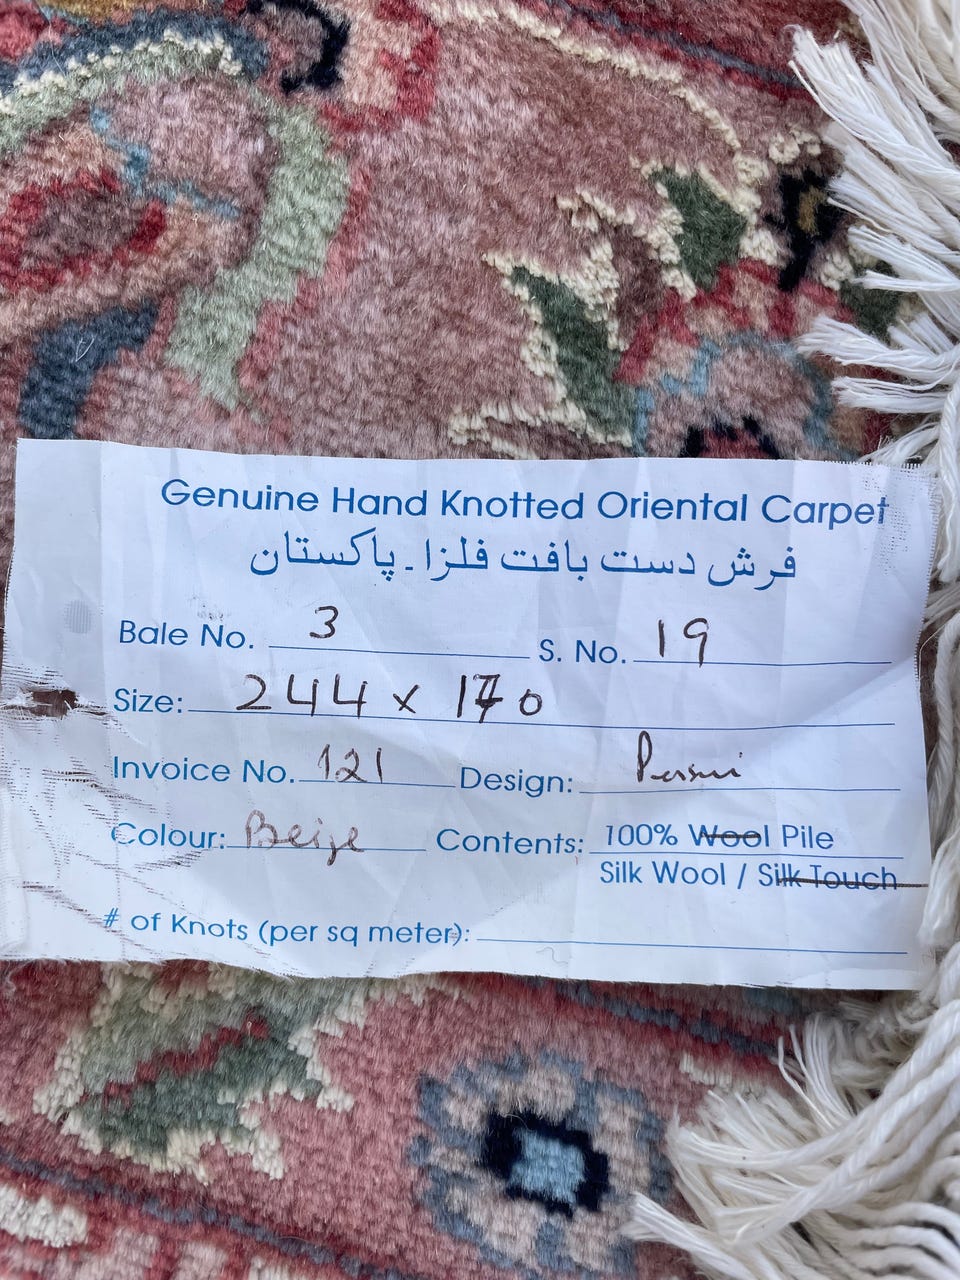 Genuine Hand Knotted Oriental Carpet
فرش دست بافت فلزا۔پاکستان
Bale No. 3 S. No. 19
Size: 244 x 170
Invoice No. 121 Design:
Colour: Beige Contents: 100% Wool Pile
Silk Wool / Silk Touch
# of Knots (per sq meter):